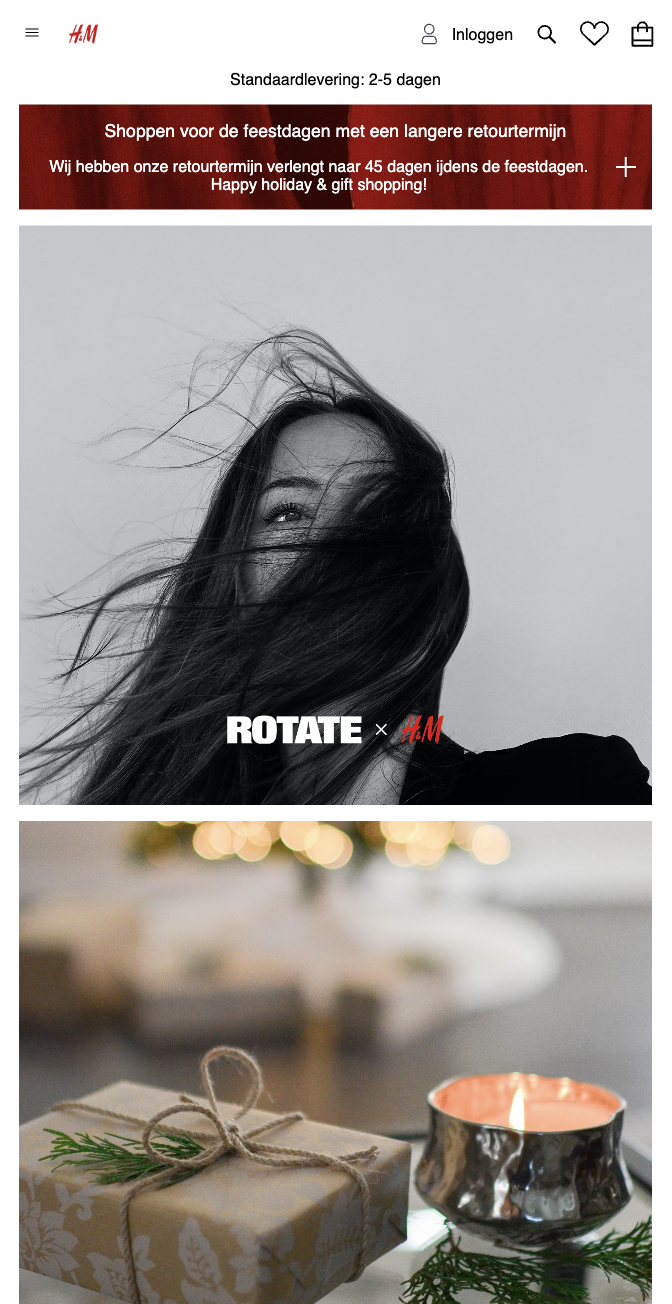 H&M Inloggen
Standaardlevering: 2-5 dagen
Shoppen voor de feestdagen met een langere retourtermijn
Wij hebben onze retourtermijn verlengt naar 45 dagen ijdens de feestdagen.
Happy holiday & gift shopping!
ROTATE × H&M